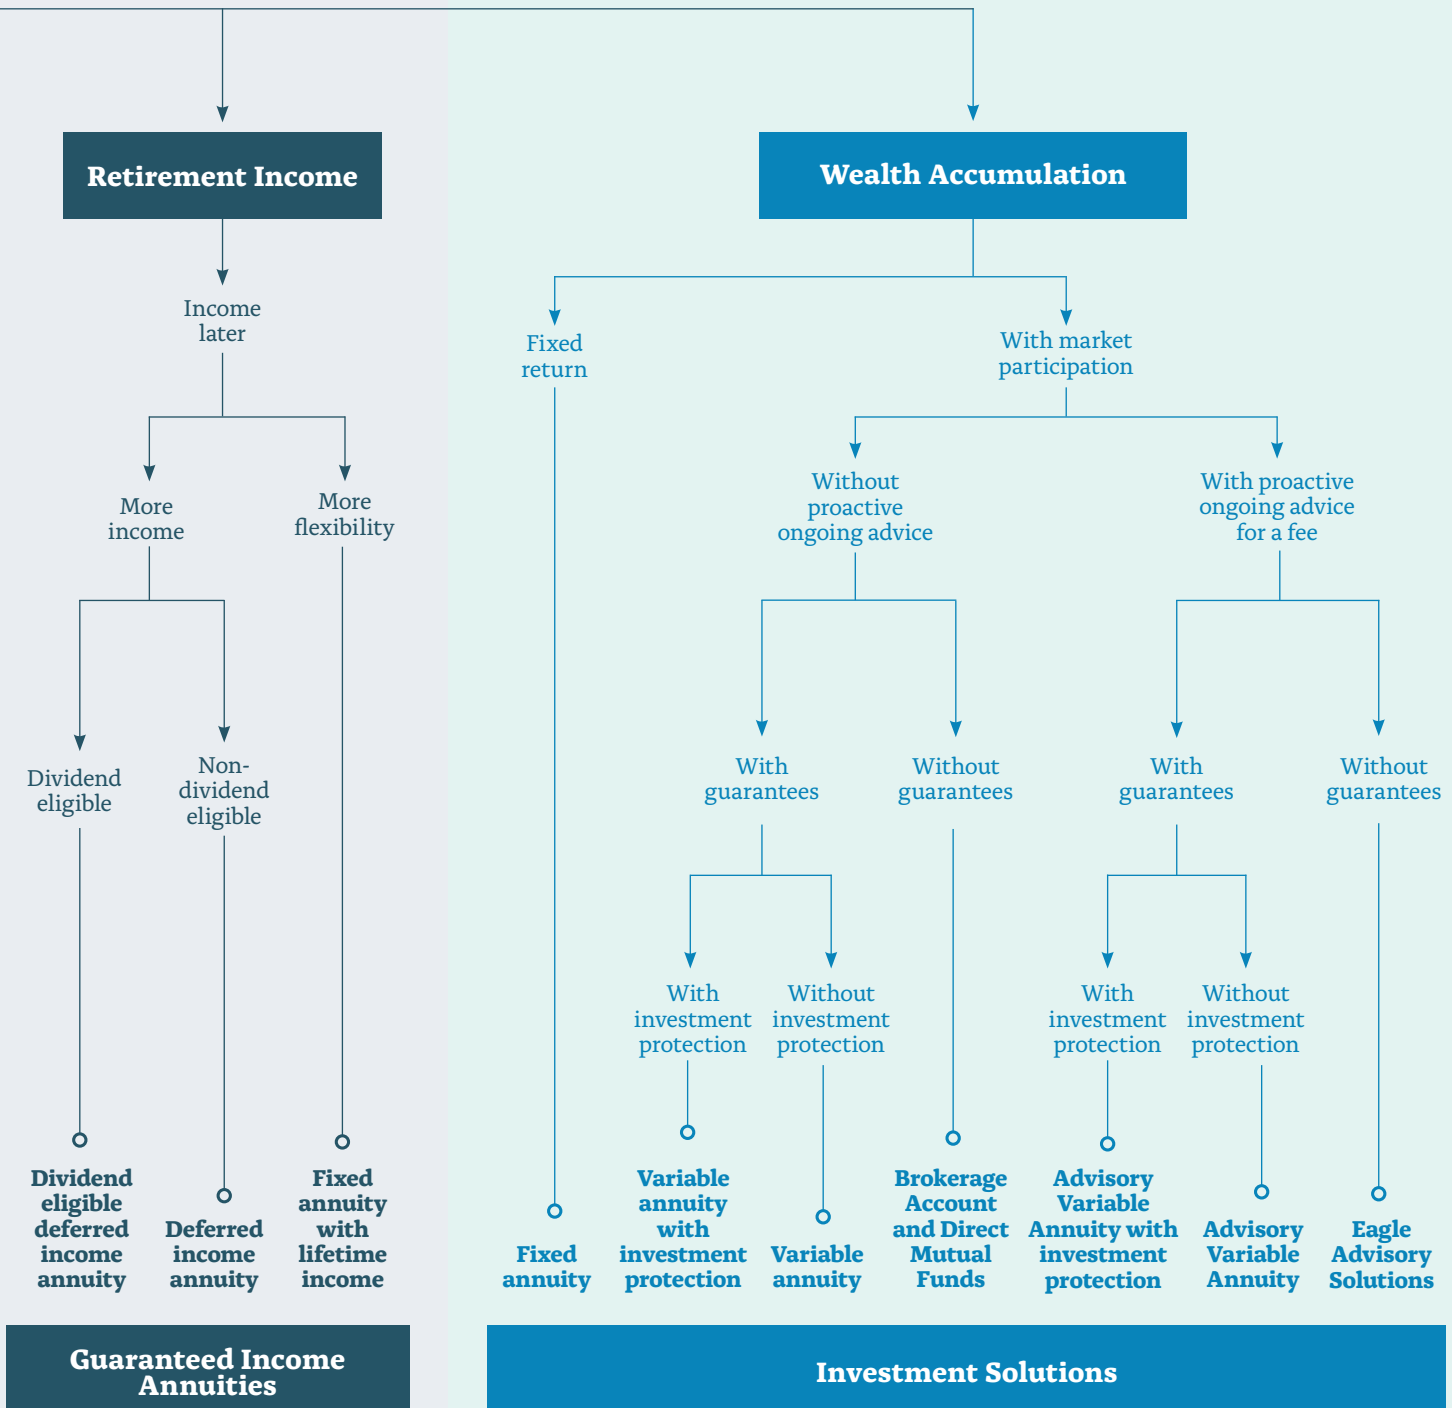 Retirement Income
Wealth Accumulation
Income
later
Fixed
return
With market
participation
More
income
More
flexibility
Without
proactive
ongoing advice
With proactive
ongoing advice
for a fee
Dividend
eligible
Non-
dividend
eligible
With
guarantees
Without
guarantees
With
guarantees
Without
guarantees
With
investment
protection
Without
investment
protection
With
investment
protection
Without
investment
protection
Dividend
eligible
deferred
income
annuity
Deferred
income
annuity
Fixed
annuity
with
lifetime
income
Fixed
annuity
Variable
annuity
with
investment
protection
Variable
annuity
Brokerage
Account
and Direct
Mutual
Funds
Advisory
Variable
Annuity with
investment
protection
Advisory
Variable
Annuity
Eagle
Advisory
Solutions
Guaranteed Income
Annuities
Investment Solutions